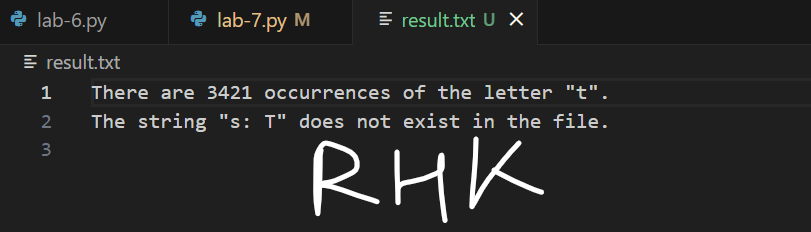 lab-6.py lab-7.py M result.txt U
result.txt
1 There are 3421 occurrences of the letter "t".
2 The string "s: T" does not exist in the file.
3
RHK